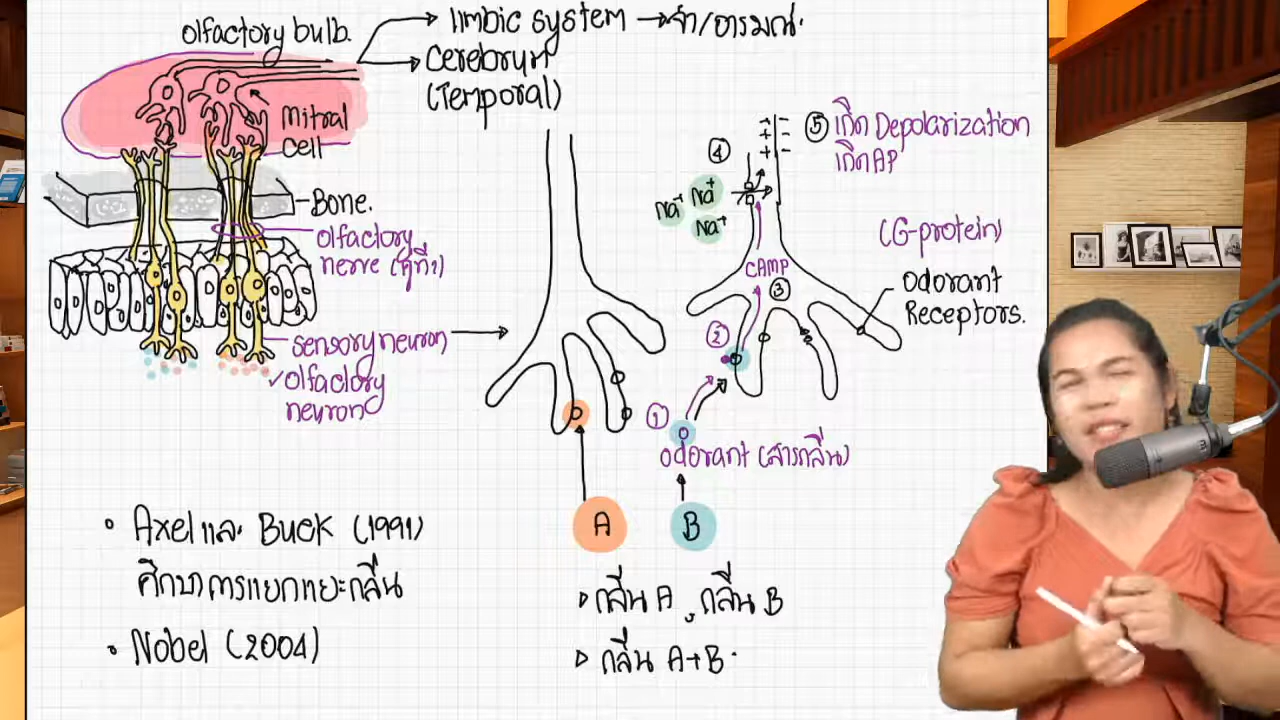 olfactory bulb.
limbic system → จำ/อารมณ์
Cerebrum
(Temporal)
Mitral
Cell
Bone.
olfactory
nerve (คู่ที่1)
sensory neuron
✓olfactory
neuron
④
⑤ เกิด Depolarization
เกิด AP
Na⁺
Na⁺
Na⁺
(G-protein)
cAMP
③
odorant
Receptors.
②
①
odorant (สารกลิ่น)
A
B
• Axel และ Buck (1991)
ศึกษาการแยกแยะกลิ่น
• Nobel (2004)
▷ กลิ่น A , กลิ่น B
▷ กลิ่น A+B